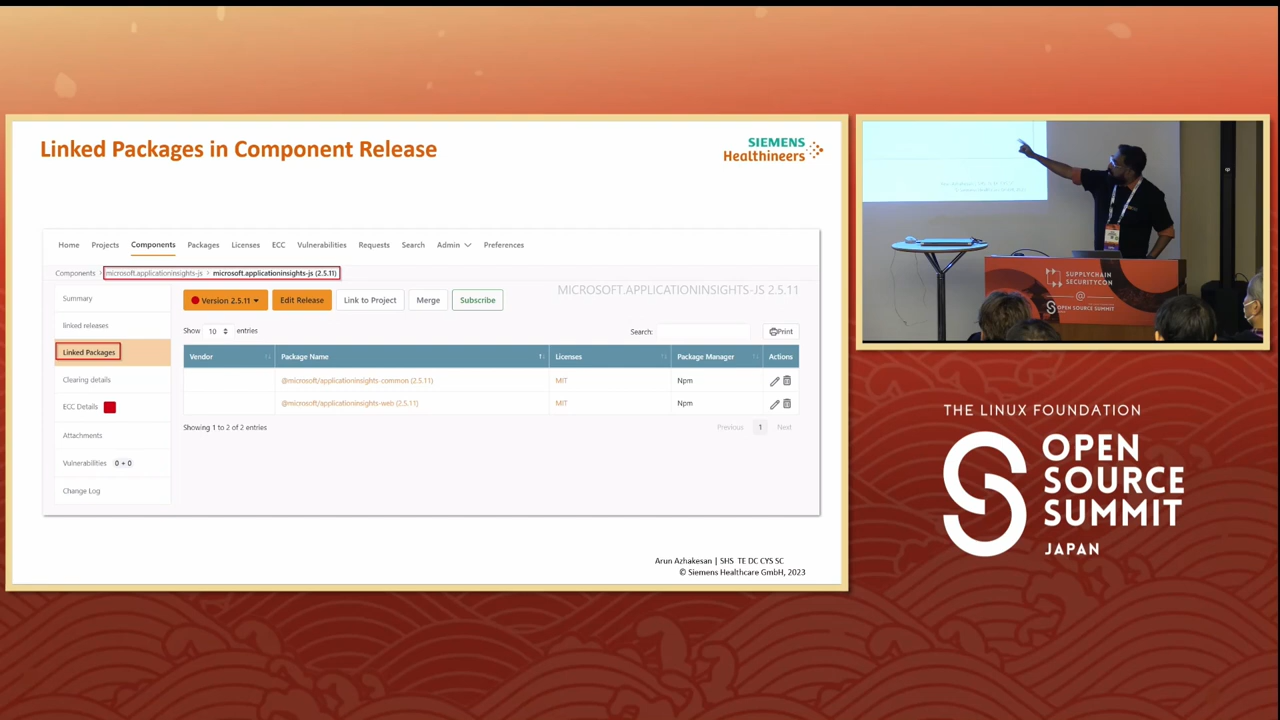 Linked Packages in Component Release
SIEMENS
Healthineers
Home Projects Components Packages Licenses ECC Vulnerabilities Requests Search Admin Preferences
Components > microsoft.applicationinsights-js > microsoft.applicationinsights-js (2.5.11)
Summary
linked releases
Linked Packages
Clearing details
ECC Details
Attachments
Vulnerabilities 0 + 0
Change Log
Version 2.5.11 Edit Release Link to Project Merge Subscribe
MICROSOFT.APPLICATIONINSIGHTS-JS 2.5.11
Show 10 entries
Search:
Print
Vendor Package Name Licenses Package Manager Actions
@microsoft/applicationinsights-common (2.5.11) MIT Npm
@microsoft/applicationinsights-web (2.5.11) MIT Npm
Showing 1 to 2 of 2 entries
Previous 1 Next
Arun Azhakesan | SHS TE DC CYS SC
© Siemens Healthcare GmbH, 2023
SUPPLYCHAIN
SECURITYCON
@
OPEN SOURCE SUMMIT
THE LINUX FOUNDATION
OPEN
SOURCE
SUMMIT
JAPAN